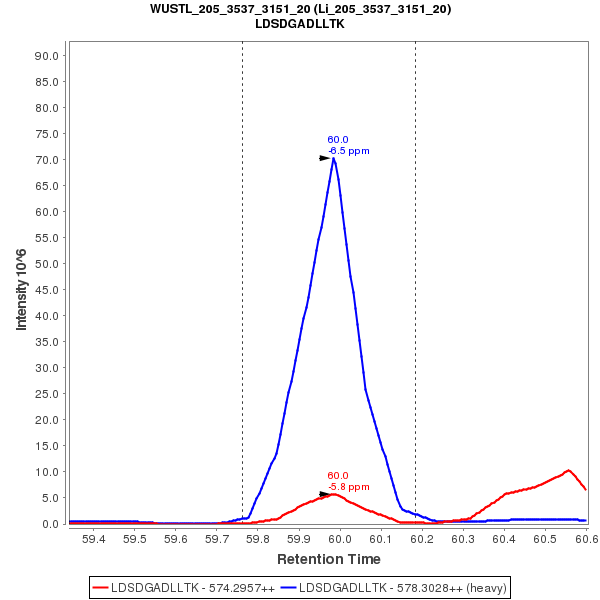 WUSTL_205_3537_3151_20 (Li_205_3537_3151_20)
LDSDGADLLTK
Intensity 10^6
90.0
85.0
80.0
75.0
70.0
65.0
60.0
55.0
50.0
45.0
40.0
35.0
30.0
25.0
20.0
15.0
10.0
5.0
0.0
60.0
-6.5 ppm
60.0
-5.8 ppm
59.4 59.5 59.6 59.7 59.8 59.9 60.0 60.1 60.2 60.3 60.4 60.5 60.6
Retention Time
LDSDGADLLTK - 574.2957++ LDSDGADLLTK - 578.3028++ (heavy)